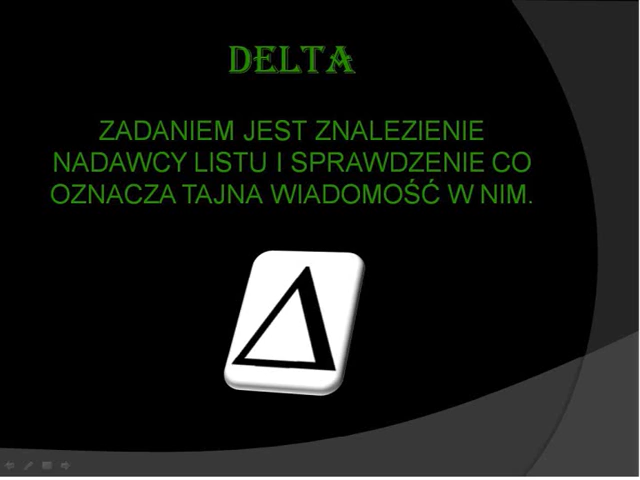 DELTA
ZADANIEM JEST ZNALEZIENIE
NADAWCY LISTU I SPRAWDZENIE CO
OZNACZA TAJNA WIADOMOŚĆ W NIM.
Δ